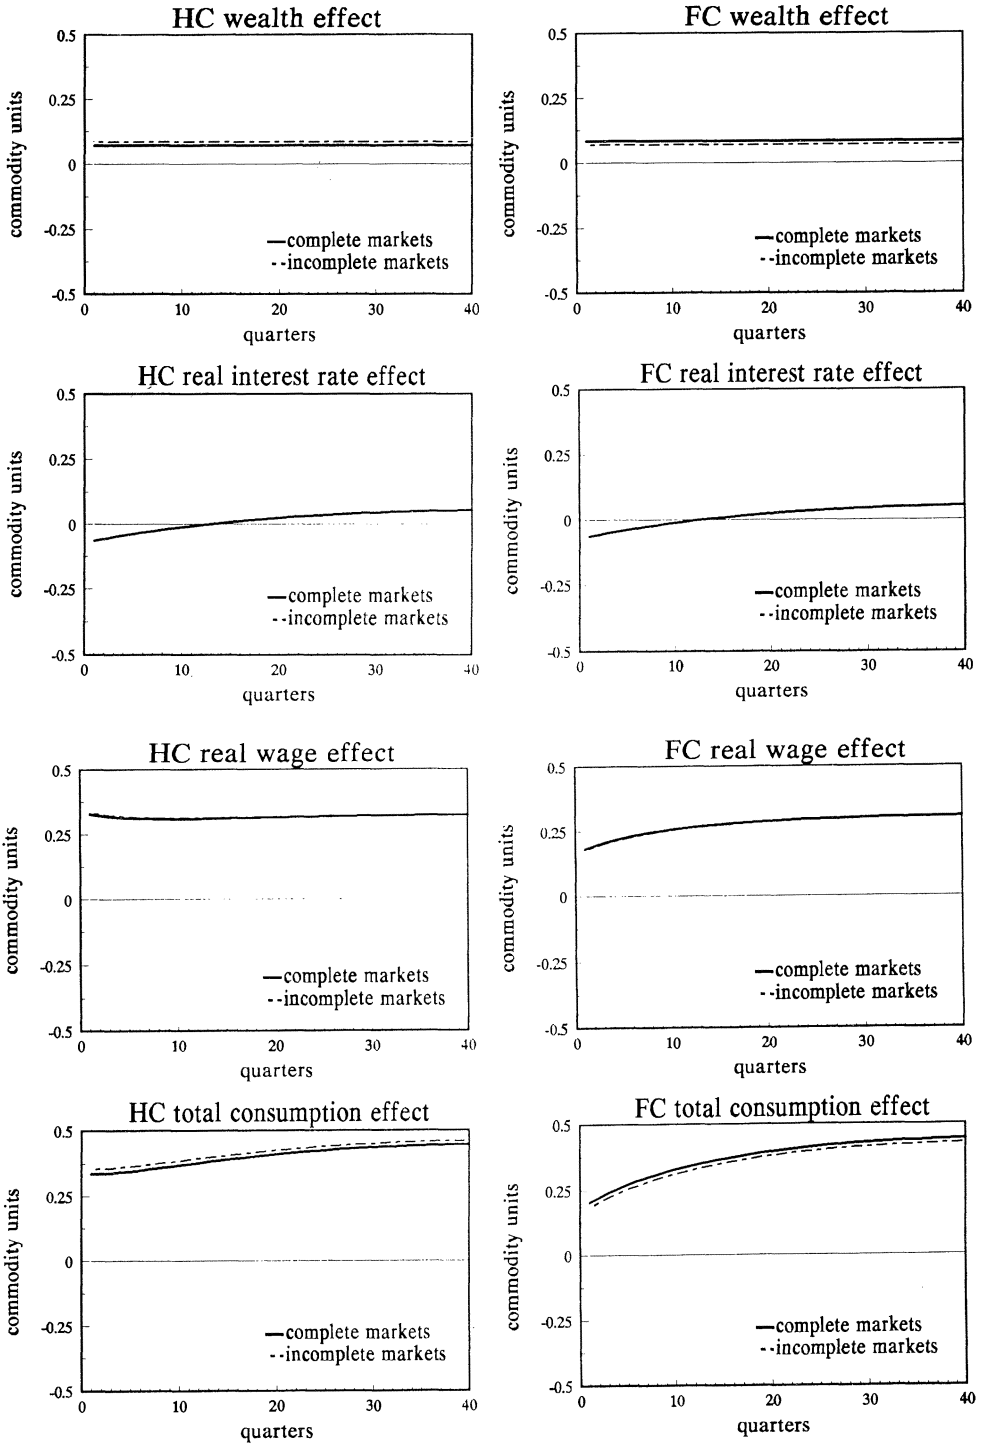 HC wealth effect
0.5
0.25
0
-0.25
-0.5
commodity units
complete markets
incomplete markets
0 10 20 30 40
quarters
FC wealth effect
0.5
0.25
0
-0.25
-0.5
commodity units
complete markets
incomplete markets
0 10 20 30 40
quarters
HC real interest rate effect
0.5
0.25
0
-0.25
-0.5
commodity units
complete markets
incomplete markets
0 10 20 30 40
quarters
FC real interest rate effect
0.5
0.25
0
-0.25
-0.5
commodity units
complete markets
incomplete markets
0 10 20 30 40
quarters
HC real wage effect
0.5
0.25
0
-0.25
-0.5
commodity units
complete markets
incomplete markets
0 10 20 30 40
quarters
FC real wage effect
0.5
0.25
0
-0.25
-0.5
commodity units
complete markets
incomplete markets
0 10 20 30 40
quarters
HC total consumption effect
0.5
0.25
0
-0.25
-0.5
commodity units
complete markets
incomplete markets
0 10 20 30 40
quarters
FC total consumption effect
0.5
0.25
0
-0.25
-0.5
commodity units
complete markets
incomplete markets
0 10 20 30 40
quarters